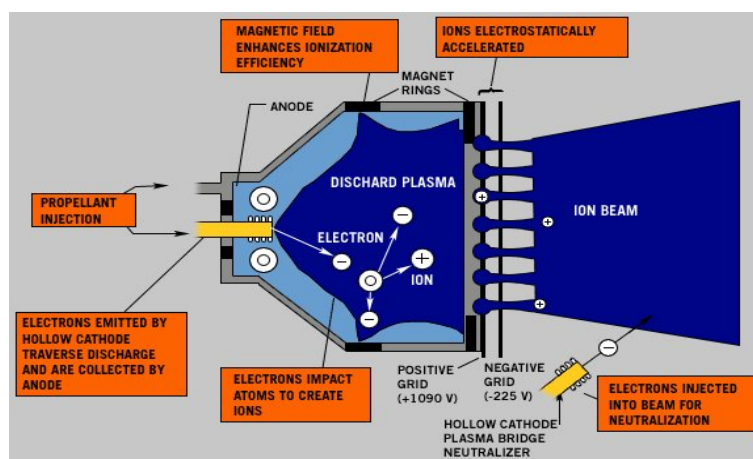 MAGNETIC FIELD
ENHANCES IONIZATION
EFFICIENCY
IONS ELECTROSTATICALLY
ACCELERATED
MAGNET
RINGS
ANODE
PROPELLANT
INJECTION
DISCHARD PLASMA
ELECTRON
ION
ION BEAM
ELECTRONS EMITTED BY
HOLLOW CATHODE
TRAVERSE DISCHARGE
AND ARE COLLECTED BY
ANODE
ELECTRONS IMPACT
ATOMS TO CREATE
IONS
POSITIVE
GRID
(+1090 V)
NEGATIVE
GRID
(-225 V)
HOLLOW CATHODE
PLASMA BRIDGE
NEUTRALIZER
ELECTRONS INJECTED
INTO BEAM FOR
NEUTRALIZATION